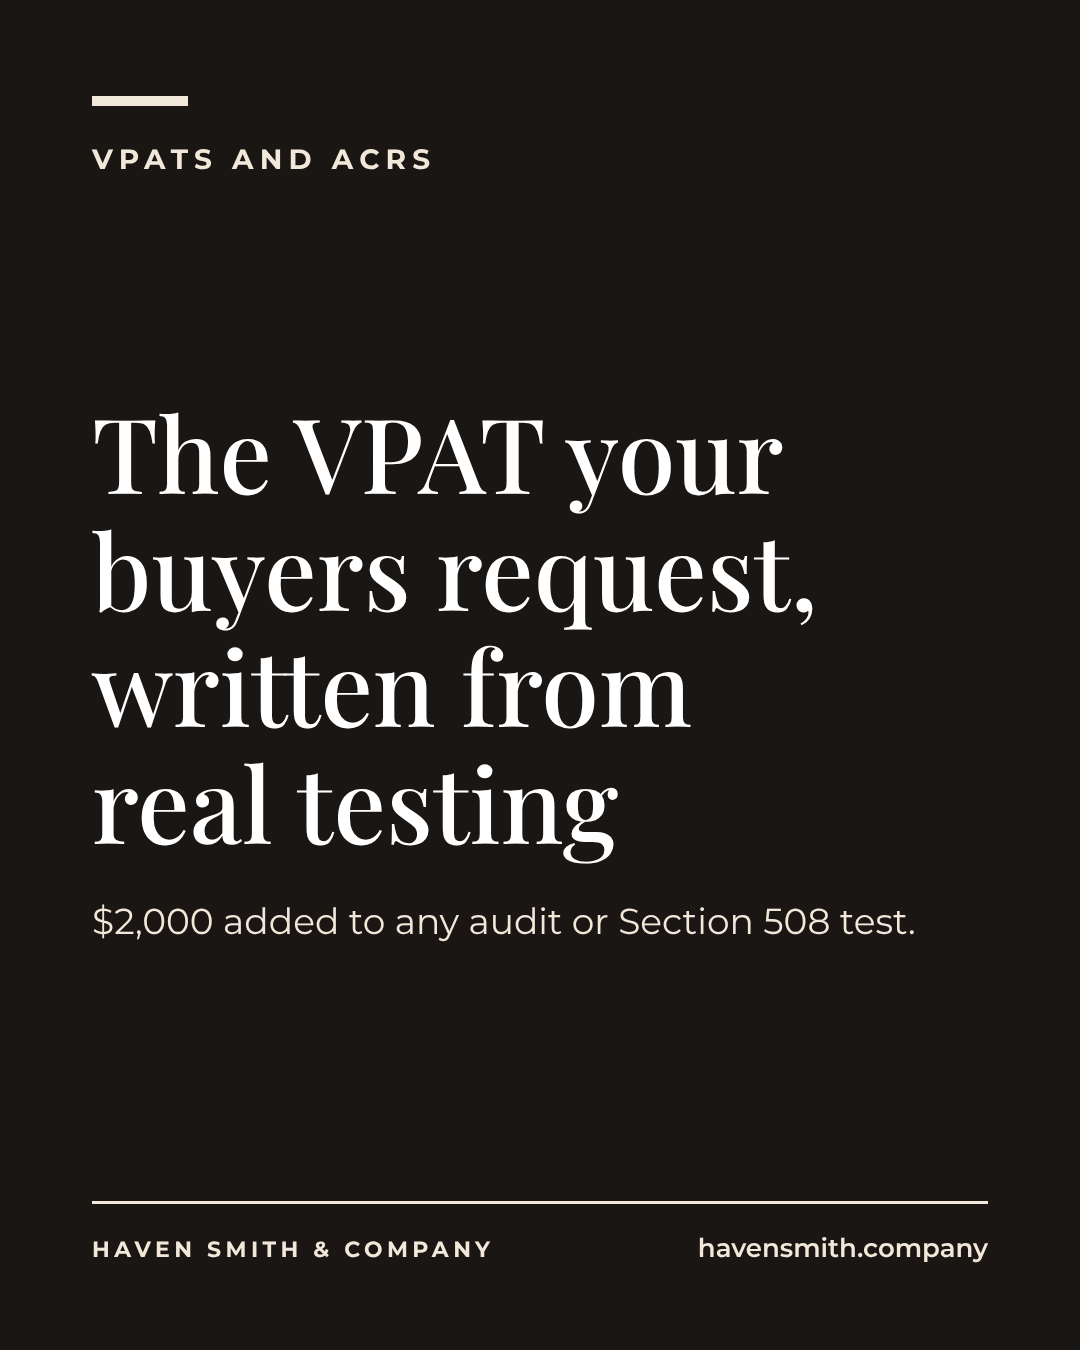 VPATS AND ACRS
The VPAT your
buyers request,
written from
real testing
$2,000 added to any audit or Section 508 test.
HAVEN SMITH & COMPANY
havensmith.company